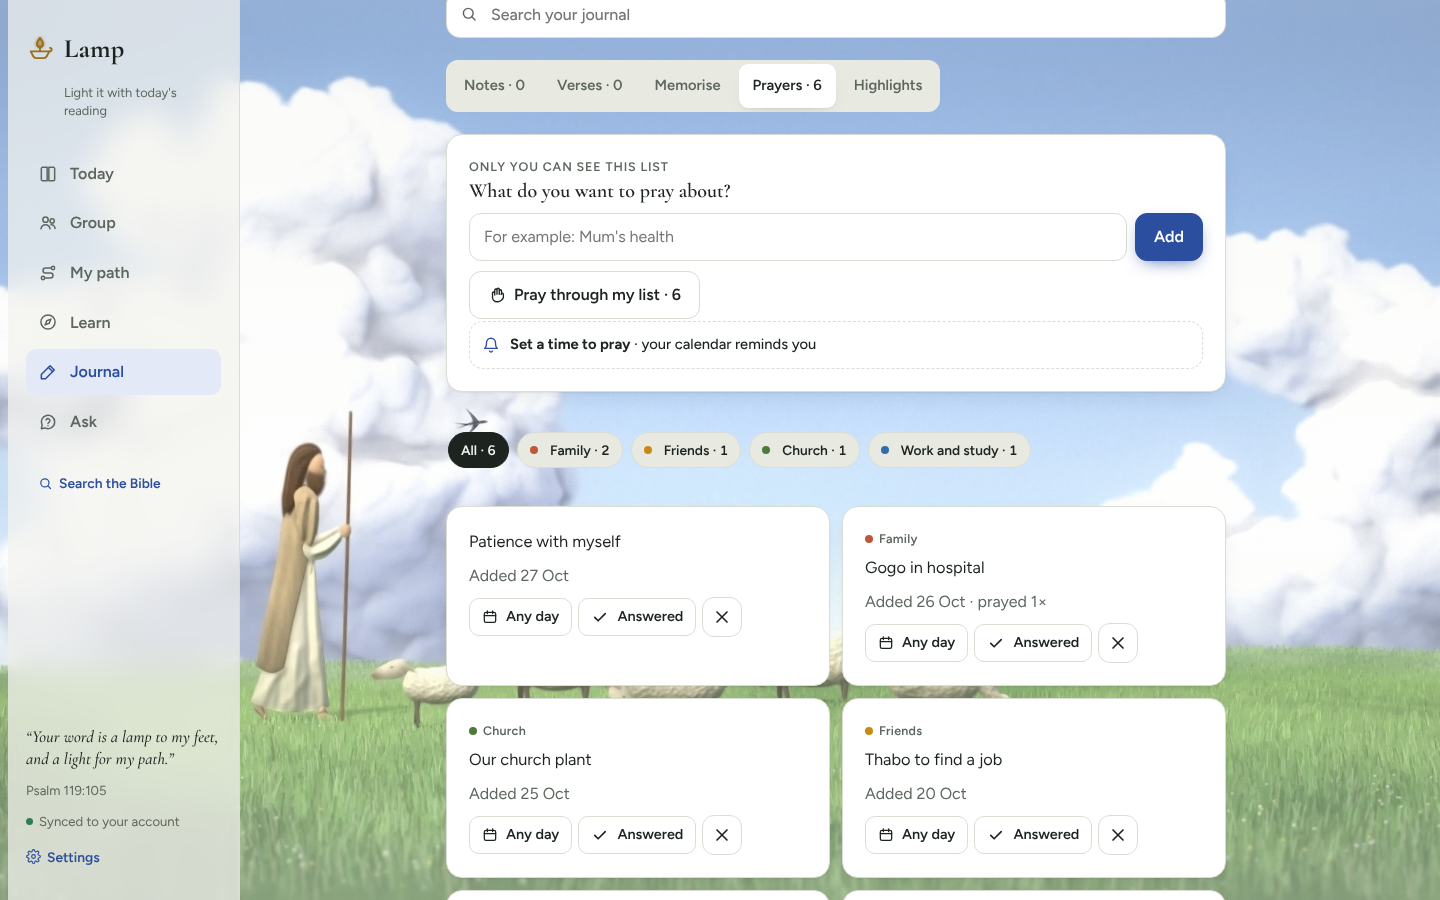 Lamp
Light it with today's
reading
Today
Group
My path
Learn
Journal
Ask
Search the Bible
“Your word is a lamp to my feet,
and a light for my path.”
Psalm 119:105
Synced to your account
Settings
Search your journal
Notes · 0 Verses · 0 Memorise Prayers · 6 Highlights
ONLY YOU CAN SEE THIS LIST
What do you want to pray about?
For example: Mum's health Add
Pray through my list · 6
Set a time to pray · your calendar reminds you
All · 6 Family · 2 Friends · 1 Church · 1 Work and study · 1
Patience with myself
Added 27 Oct
Any day Answered
Family
Gogo in hospital
Added 26 Oct · prayed 1×
Any day Answered
Church
Our church plant
Added 25 Oct
Any day Answered
Friends
Thabo to find a job
Added 20 Oct
Any day Answered